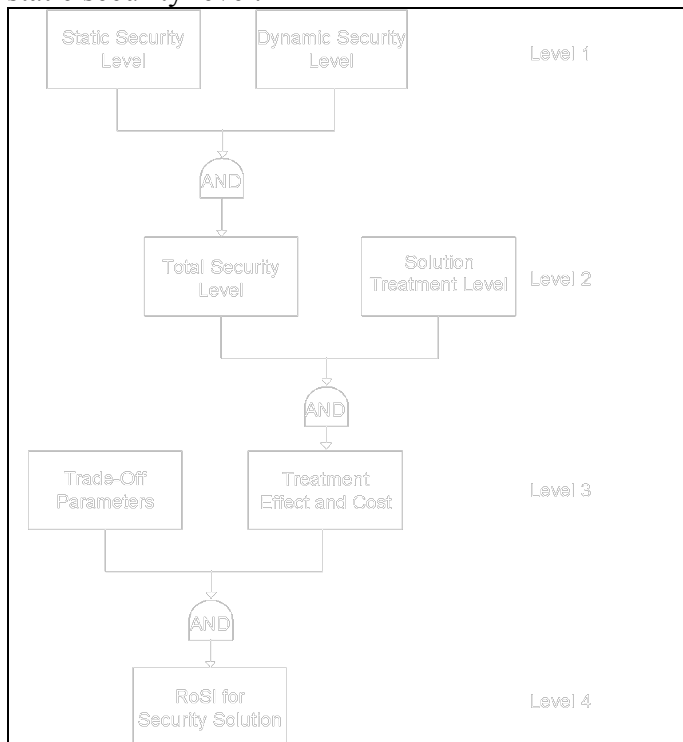 Static Security
Level
Dynamic Security
Level
Level 1
AND
Total Security
Level
Solution
Treatment Level
Level 2
AND
Trade-Off
Parameters
Treatment
Effect and Cost
Level 3
AND
RoSI for
Security Solution
Level 4